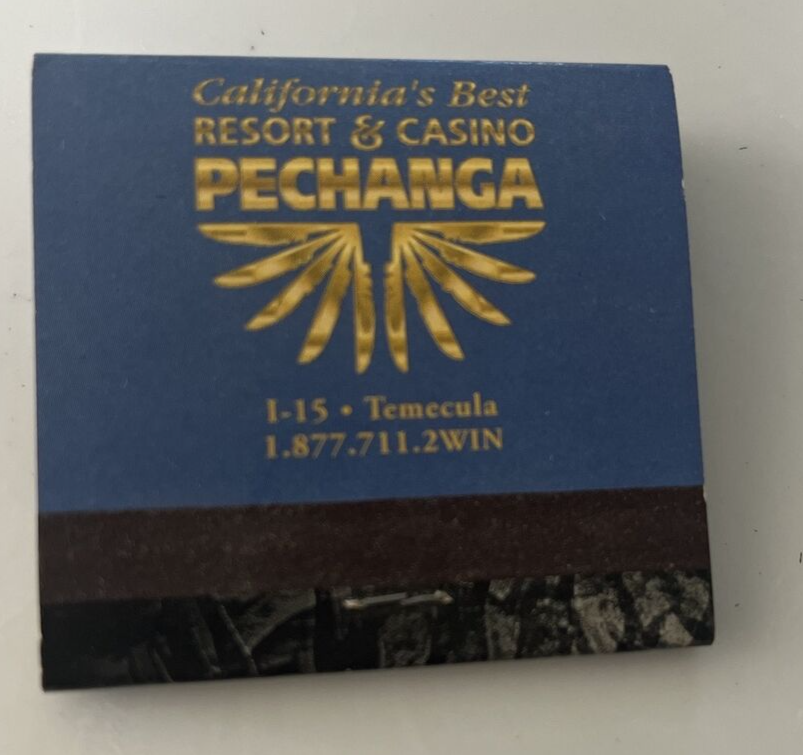 California's Best
RESORT & CASINO
PECHANGA
I-15 • Temecula
1.877.711.2WIN